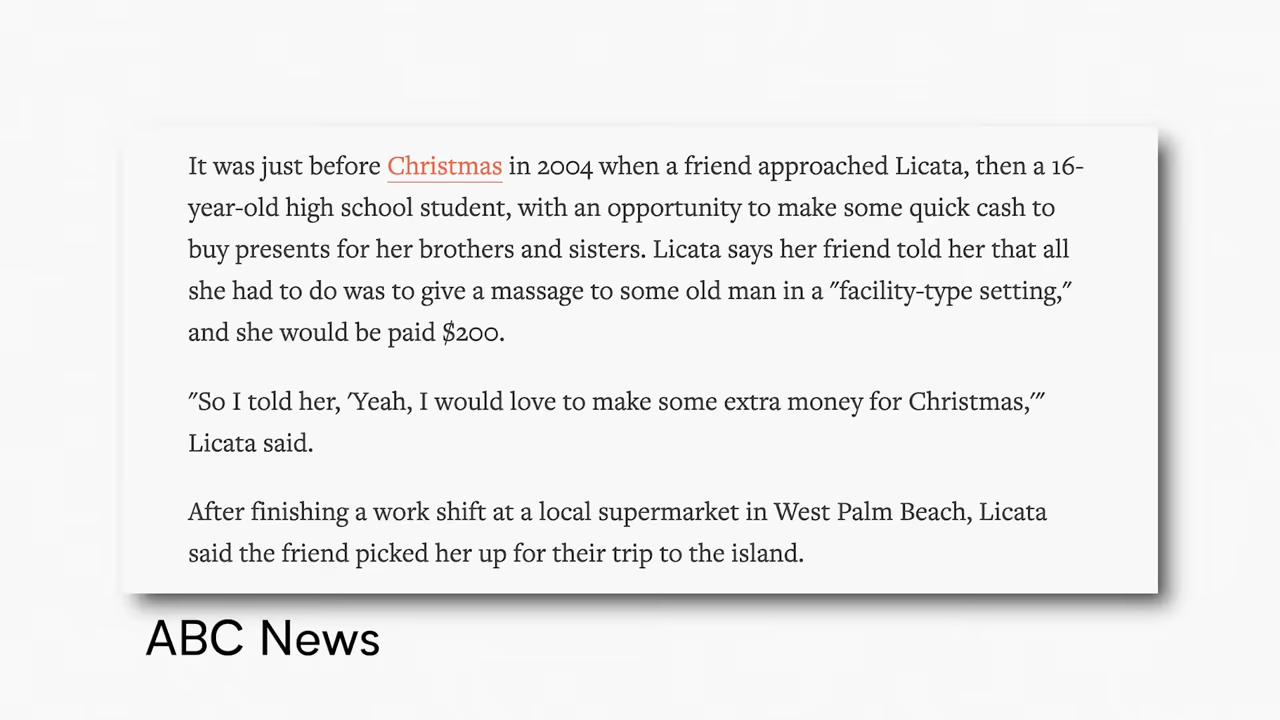 It was just before Christmas in 2004 when a friend approached Licata, then a 16-
year-old high school student, with an opportunity to make some quick cash to
buy presents for her brothers and sisters. Licata says her friend told her that all
she had to do was to give a massage to some old man in a "facility-type setting,"
and she would be paid $200.
"So I told her, 'Yeah, I would love to make some extra money for Christmas,'"
Licata said.
After finishing a work shift at a local supermarket in West Palm Beach, Licata
said the friend picked her up for their trip to the island.
ABC News